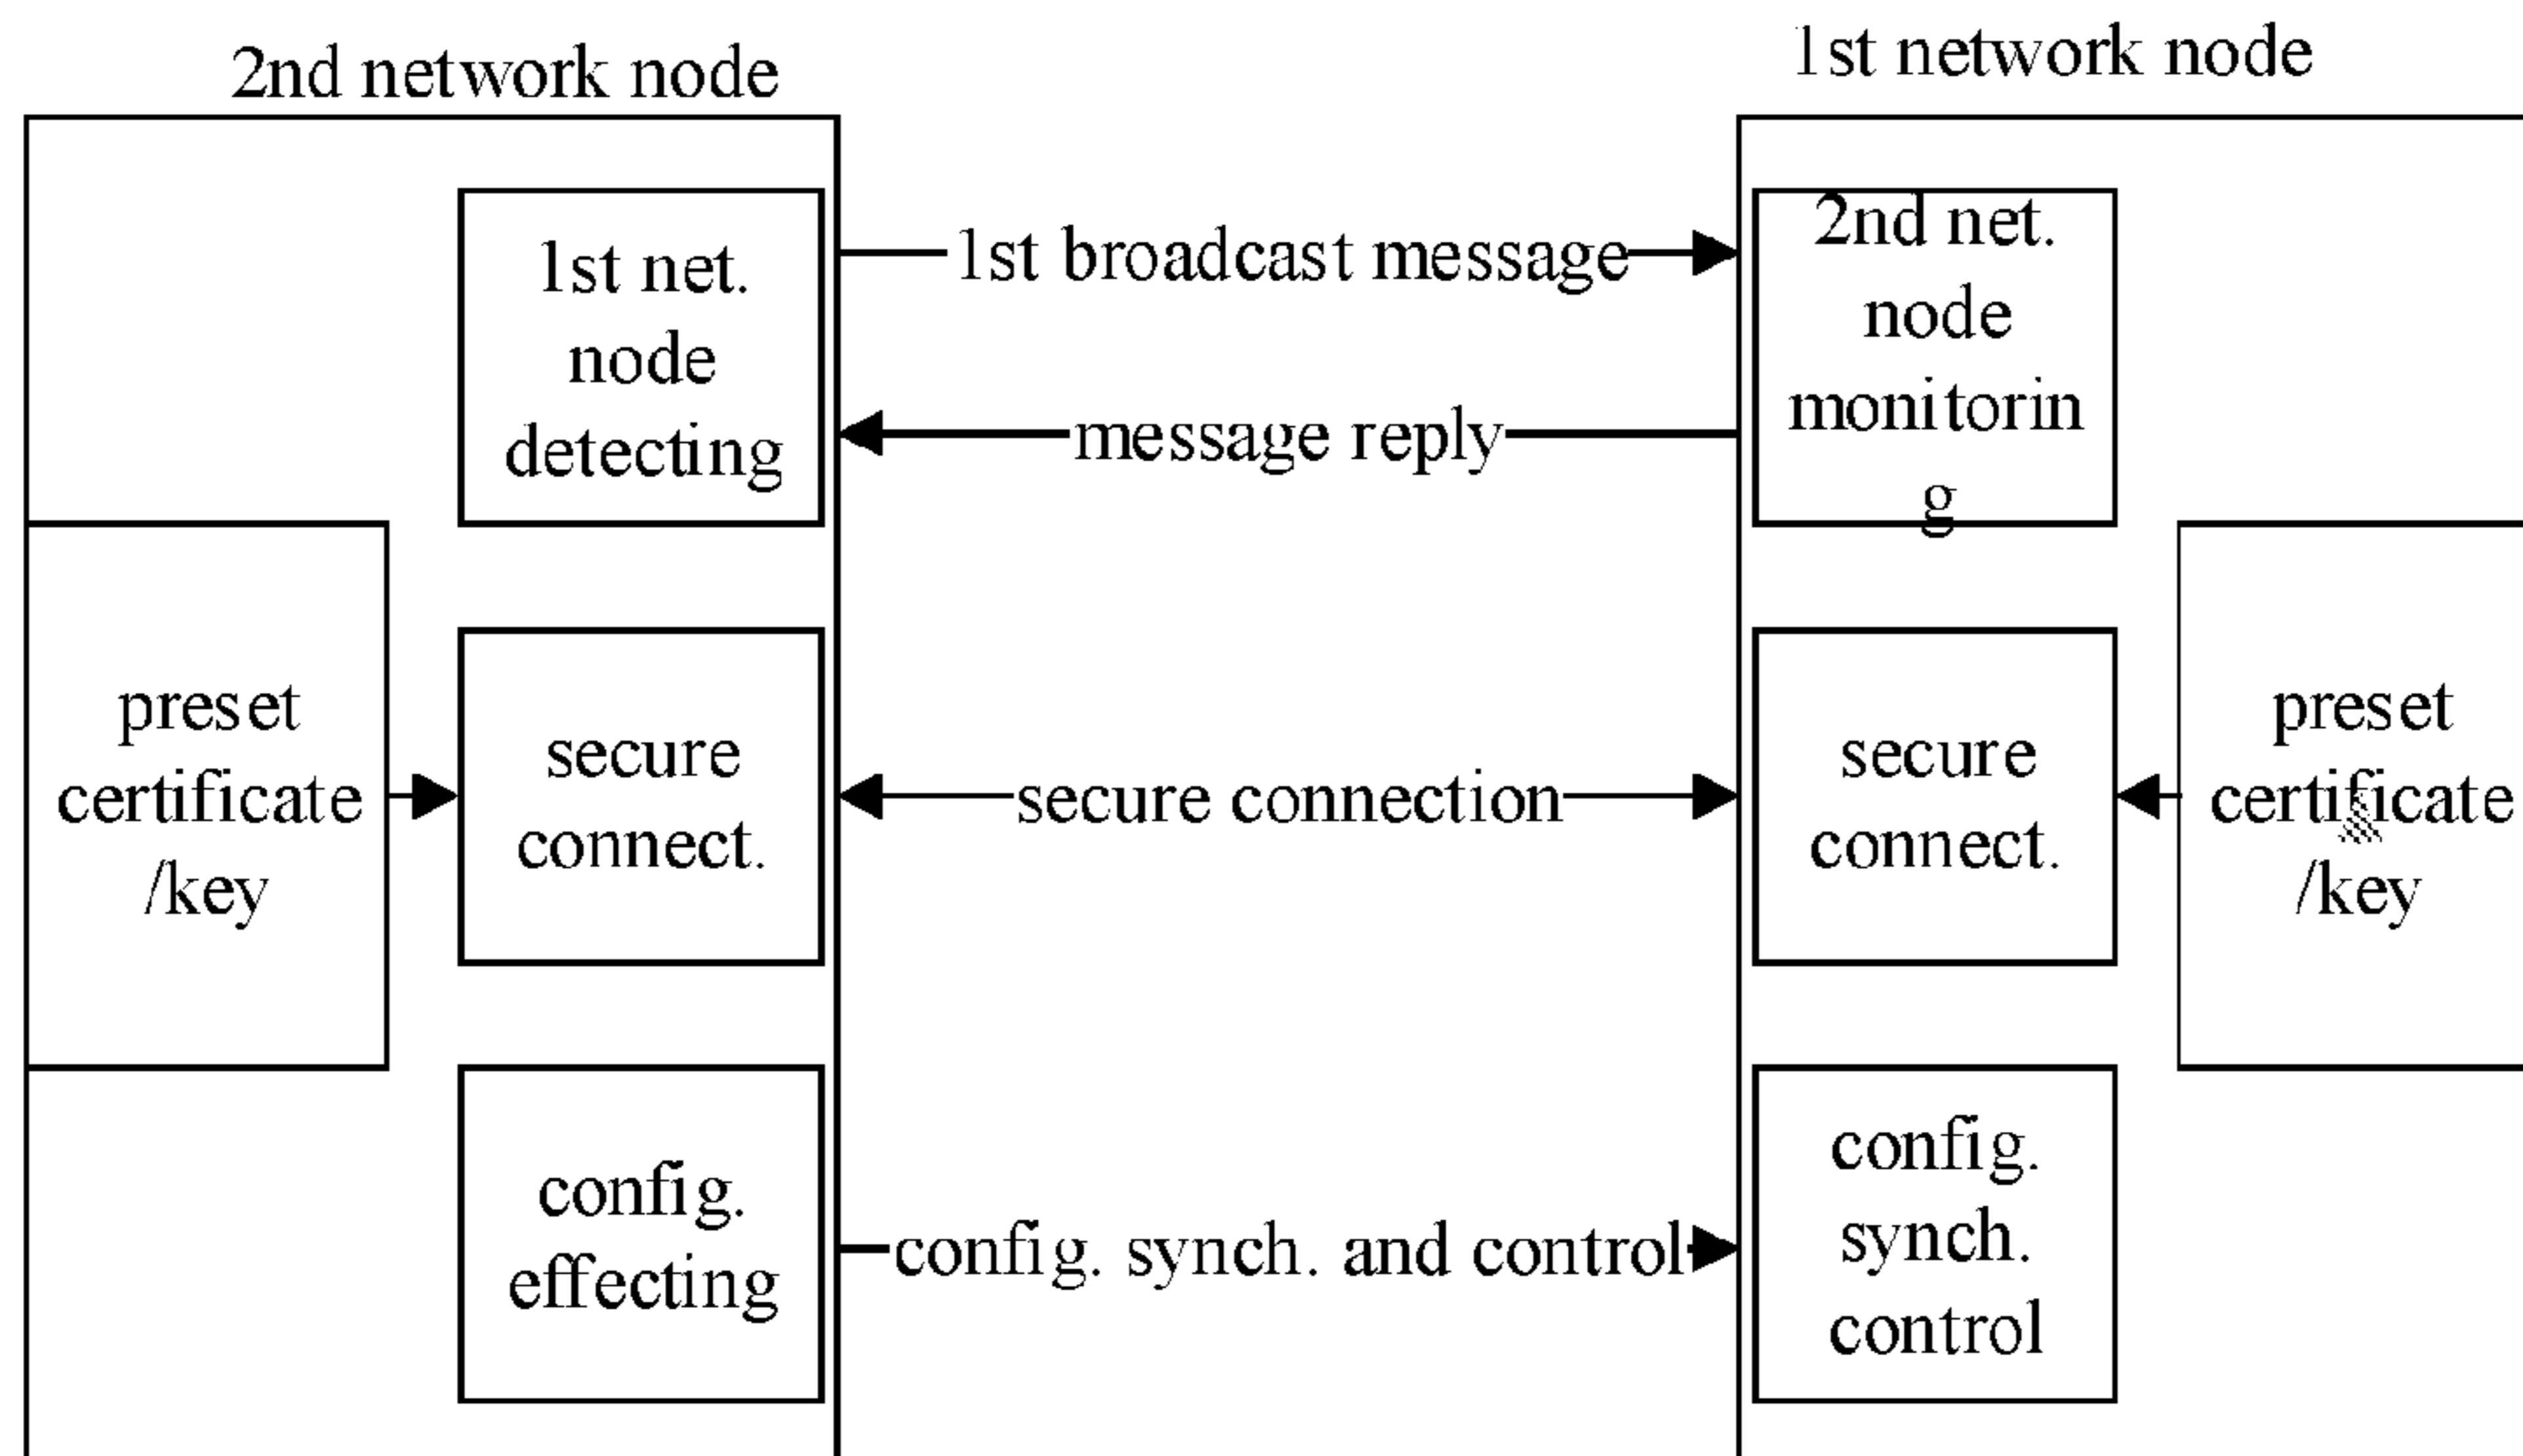 2nd network node
1st network node
1st net.
node
detecting
1st broadcast message
message reply
2nd net.
node
monitorin
g
preset
certificate
/key
secure
connect.
secure connection
secure
connect.
preset
certificate
/key
config.
effecting
config. synch. and control
config.
synch.
control